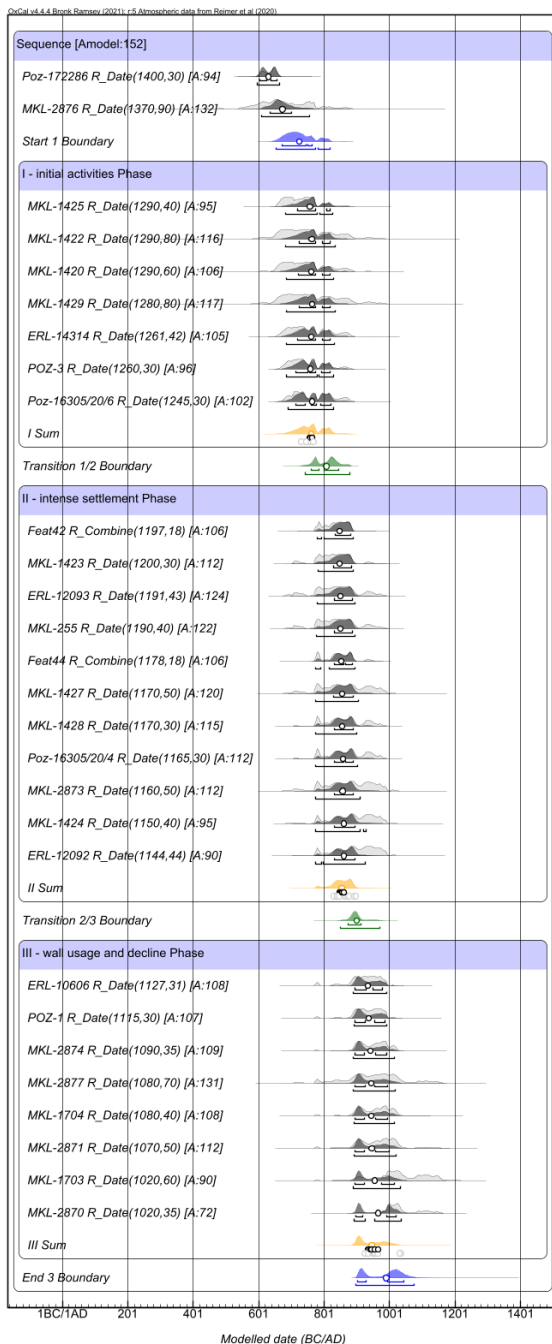 OxCal v4.4.4 Bronk Ramsey (2021); r:5 Atmospheric data from Reimer et al (2020)
Sequence [Amodel:152]
Poz-172286 R_Date(1400,30) [A:94]
MKL-2876 R_Date(1370,90) [A:132]
Start 1 Boundary
I - initial activities Phase
MKL-1425 R_Date(1290,40) [A:95]
MKL-1422 R_Date(1290,80) [A:116]
MKL-1420 R_Date(1290,60) [A:106]
MKL-1429 R_Date(1280,80) [A:117]
ERL-14314 R_Date(1261,42) [A:105]
POZ-3 R_Date(1260,30) [A:96]
Poz-16305/20/6 R_Date(1245,30) [A:102]
I Sum
Transition 1/2 Boundary
II - intense settlement Phase
Feat42 R_Combine(1197,18) [A:106]
MKL-1423 R_Date(1200,30) [A:112]
ERL-12093 R_Date(1191,43) [A:124]
MKL-255 R_Date(1190,40) [A:122]
Feat44 R_Combine(1178,18) [A:106]
MKL-1427 R_Date(1170,50) [A:120]
MKL-1428 R_Date(1170,30) [A:115]
Poz-16305/20/4 R_Date(1165,30) [A:112]
MKL-2873 R_Date(1160,50) [A:112]
MKL-1424 R_Date(1150,40) [A:95]
ERL-12092 R_Date(1144,44) [A:90]
II Sum
Transition 2/3 Boundary
III - wall usage and decline Phase
ERL-10606 R_Date(1127,31) [A:108]
POZ-1 R_Date(1115,30) [A:107]
MKL-2874 R_Date(1090,35) [A:109]
MKL-2877 R_Date(1080,70) [A:131]
MKL-1704 R_Date(1080,40) [A:108]
MKL-2871 R_Date(1070,50) [A:112]
MKL-1703 R_Date(1020,60) [A:90]
MKL-2870 R_Date(1020,35) [A:72]
III Sum
End 3 Boundary
1BC/1AD 201 401 601 801 1001 1201 1401
Modelled date (BC/AD)